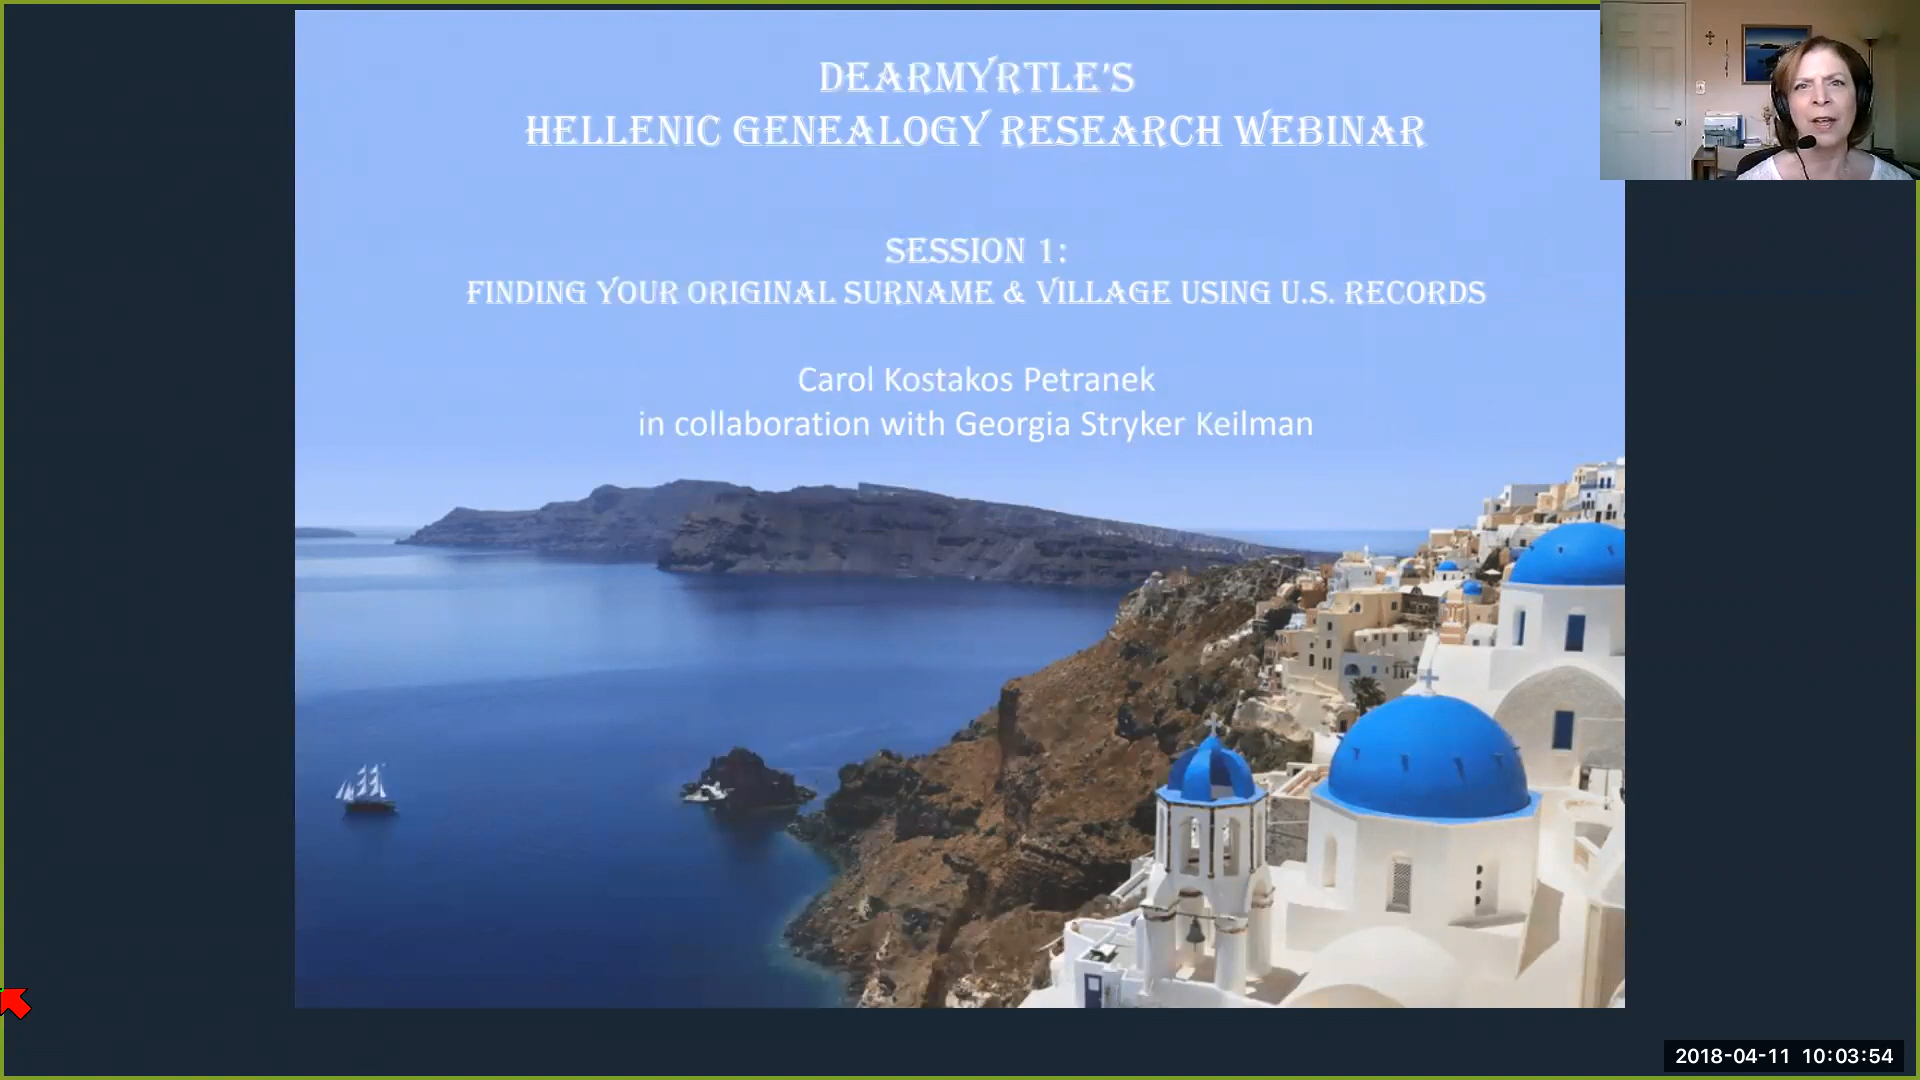 DEARMYRTLE'S
HELLENIC GENEALOGY RESEARCH WEBINAR
SESSION 1:
FINDING YOUR ORIGINAL SURNAME & VILLAGE USING U.S. RECORDS
Carol Kostakos Petranek
in collaboration with Georgia Stryker Keilman
2018-04-11 10:03:54